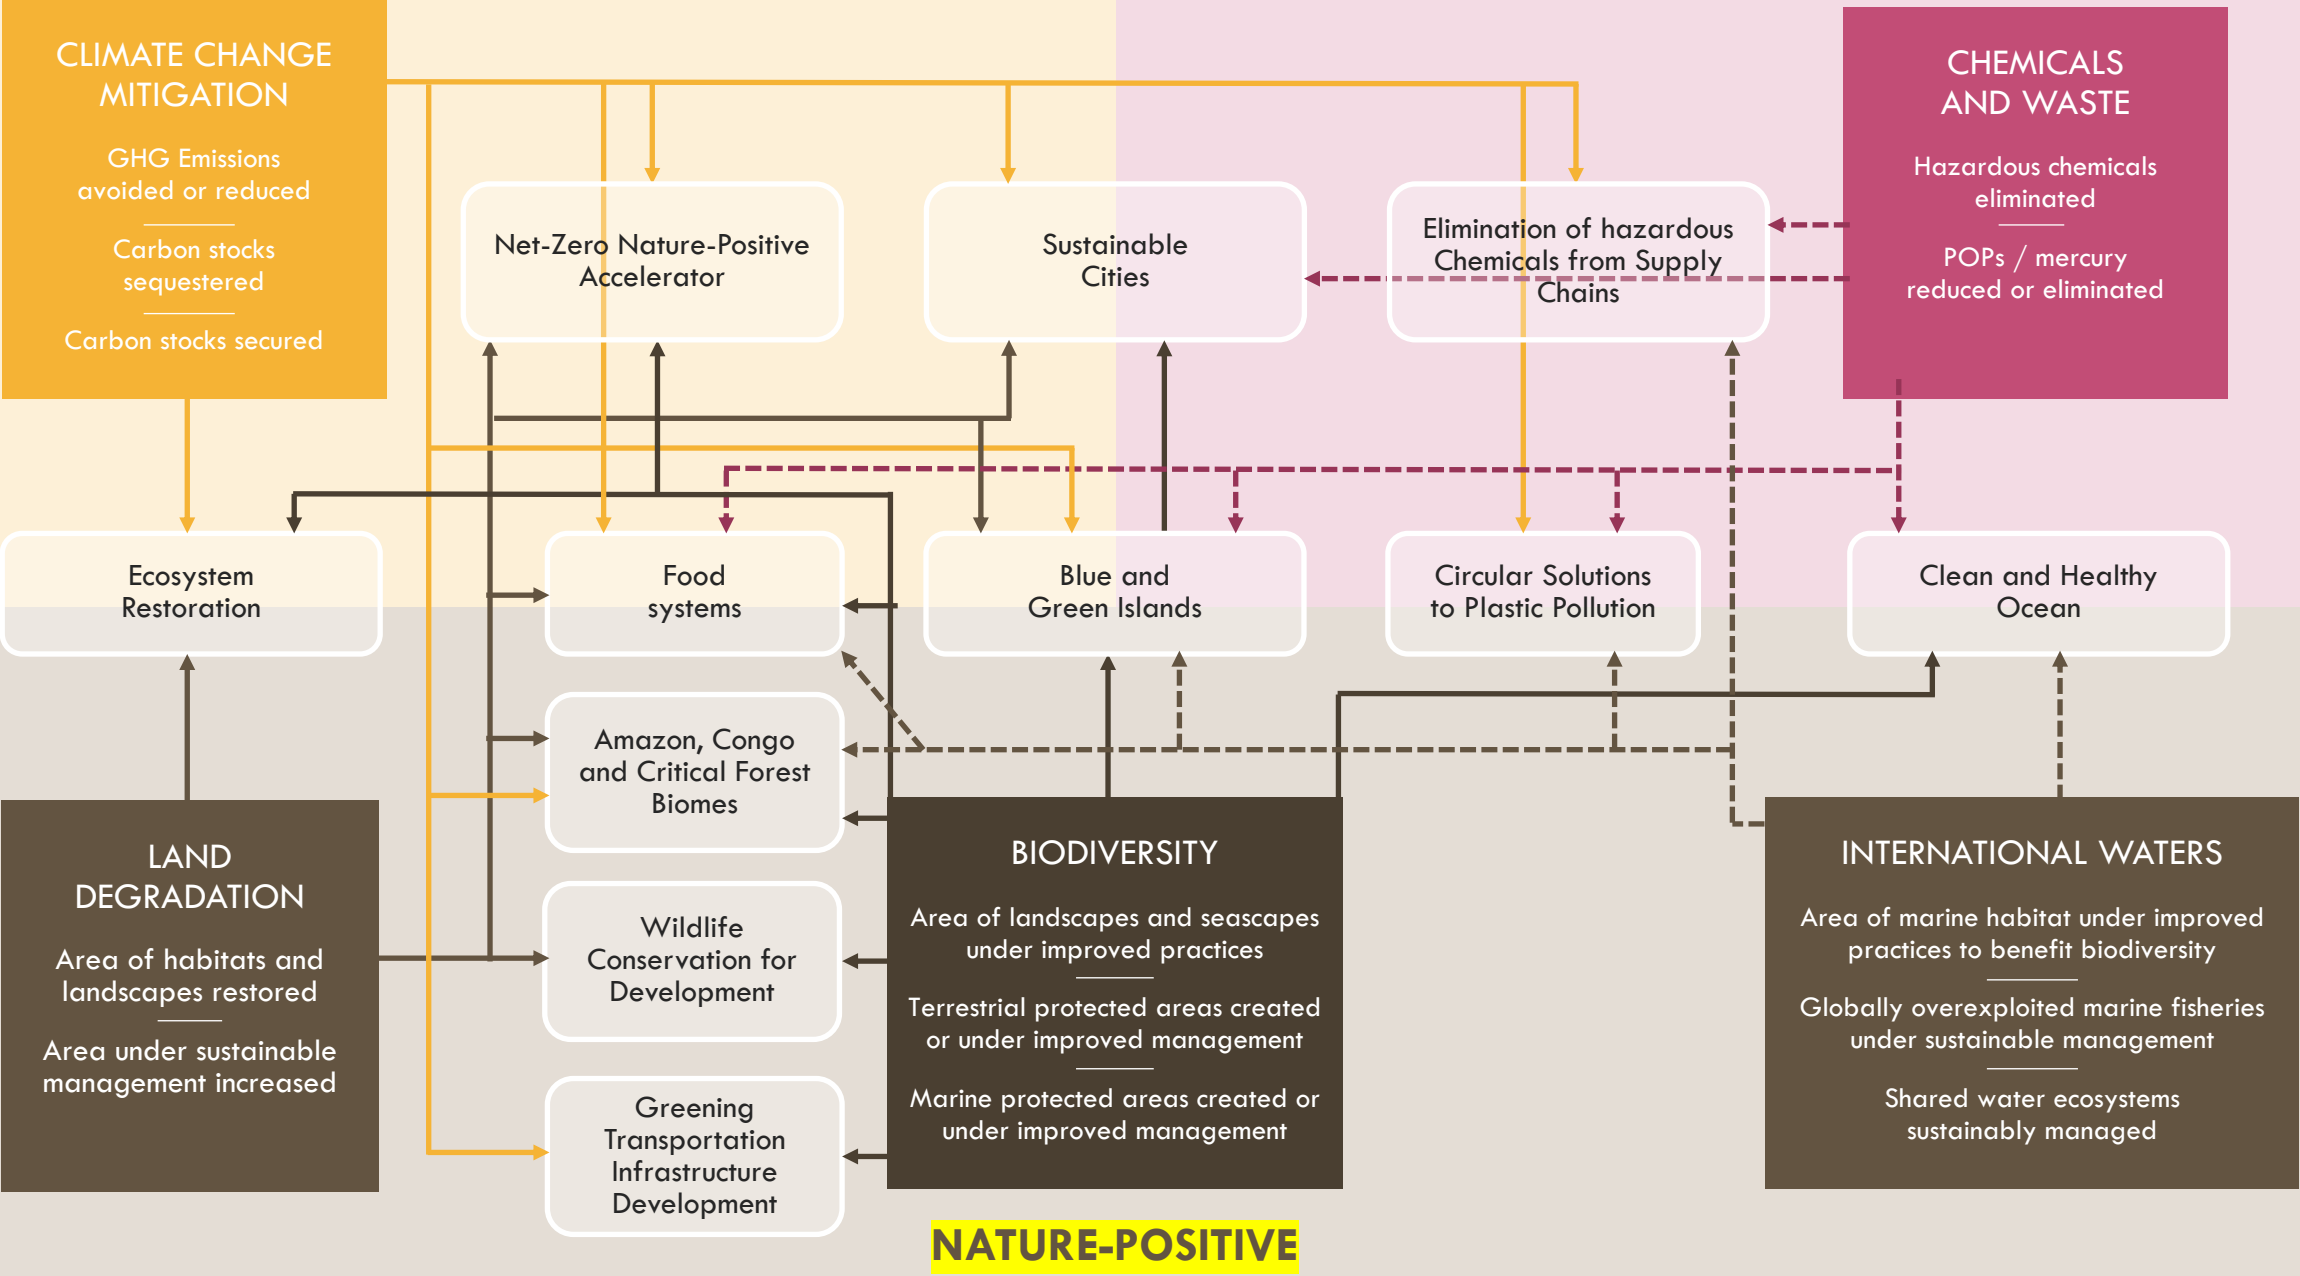 CLIMATE CHANGE
MITIGATION
GHG Emissions
avoided or reduced
Carbon stocks
sequestered
Carbon stocks secured
CHEMICALS
AND WASTE
Hazardous chemicals
eliminated
POPs / mercury
reduced or eliminated
Net-Zero Nature-Positive
Accelerator
Sustainable
Cities
Elimination of hazardous
Chemicals from Supply
Chains
Ecosystem
Restoration
Food
systems
Blue and
Green Islands
Circular Solutions
to Plastic Pollution
Clean and Healthy
Ocean
Amazon, Congo
and Critical Forest
Biomes
Wildlife
Conservation for
Development
Greening
Transportation
Infrastructure
Development
LAND
DEGRADATION
Area of habitats and
landscapes restored
Area under sustainable
management increased
BIODIVERSITY
Area of landscapes and seascapes
under improved practices
Terrestrial protected areas created
or under improved management
Marine protected areas created or
under improved management
INTERNATIONAL WATERS
Area of marine habitat under improved
practices to benefit biodiversity
Globally overexploited marine fisheries
under sustainable management
Shared water ecosystems
sustainably managed
NATURE-POSITIVE